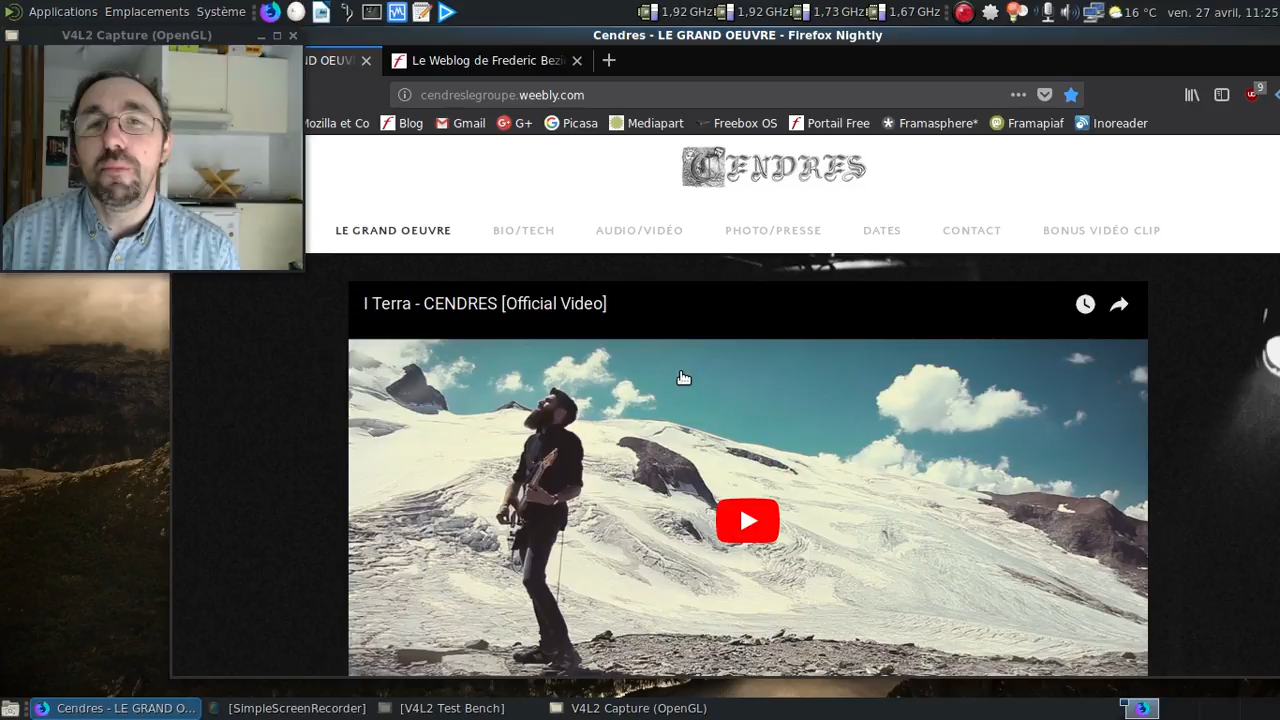 Applications Emplacements Système
1,92 GHz 1,92 GHz 1,73 GHz 1,67 GHz
16 °C ven. 27 avril, 11:25
V4L2 Capture (OpenGL)
Cendres - LE GRAND OEUVRE - Firefox Nightly
Le Weblog de Frederic Bezi
cendreslegroupe.weebly.com
9
Mozilla et Co Blog Gmail G+ Picasa Mediapart Freebox OS Portail Free Framasphere* Framapiaf Inoreader
CENDRES
LE GRAND OEUVRE BIO/TECH AUDIO/VIDÉO PHOTO/PRESSE DATES CONTACT BONUS VIDÉO CLIP
I Terra - CENDRES [Official Video]
Cendres - LE GRAND O... [SimpleScreenRecorder] [V4L2 Test Bench] V4L2 Capture (OpenGL)